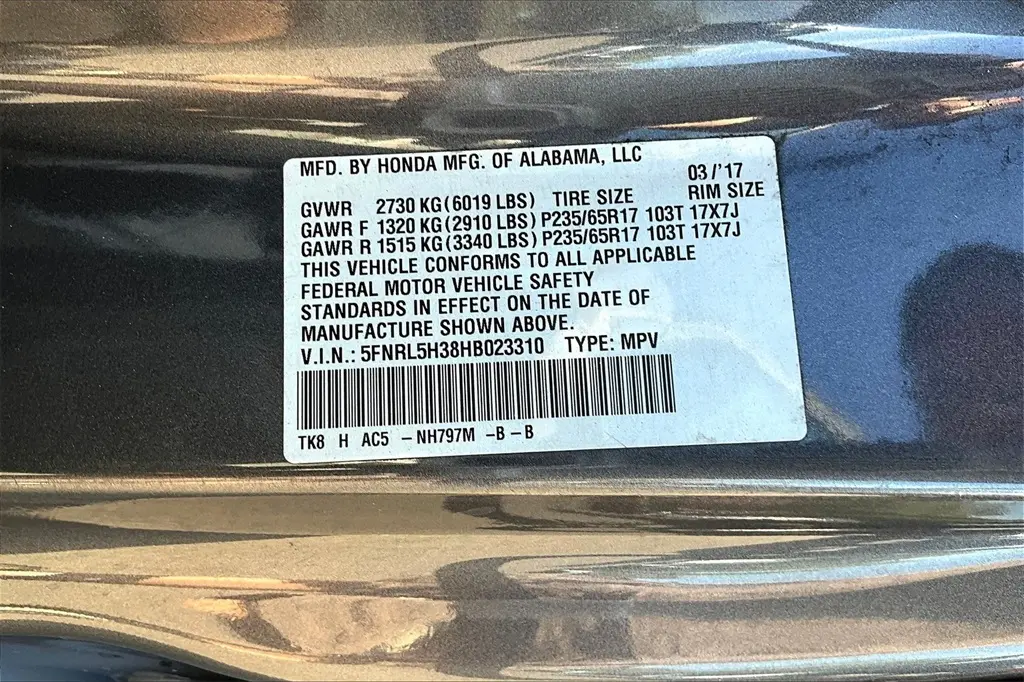 MFD. BY HONDA MFG. OF ALABAMA, LLC
03/'17
GVWR 2730 KG(6019 LBS) TIRE SIZE RIM SIZE
GAWR F 1320 KG(2910 LBS) P235/65R17 103T 17X7J
GAWR R 1515 KG(3340 LBS) P235/65R17 103T 17X7J
THIS VEHICLE CONFORMS TO ALL APPLICABLE
FEDERAL MOTOR VEHICLE SAFETY
STANDARDS IN EFFECT ON THE DATE OF
MANUFACTURE SHOWN ABOVE.
V.I.N.: 5FNRL5H38HB023310 TYPE: MPV
TK8 H AC5 -NH797M -B-B